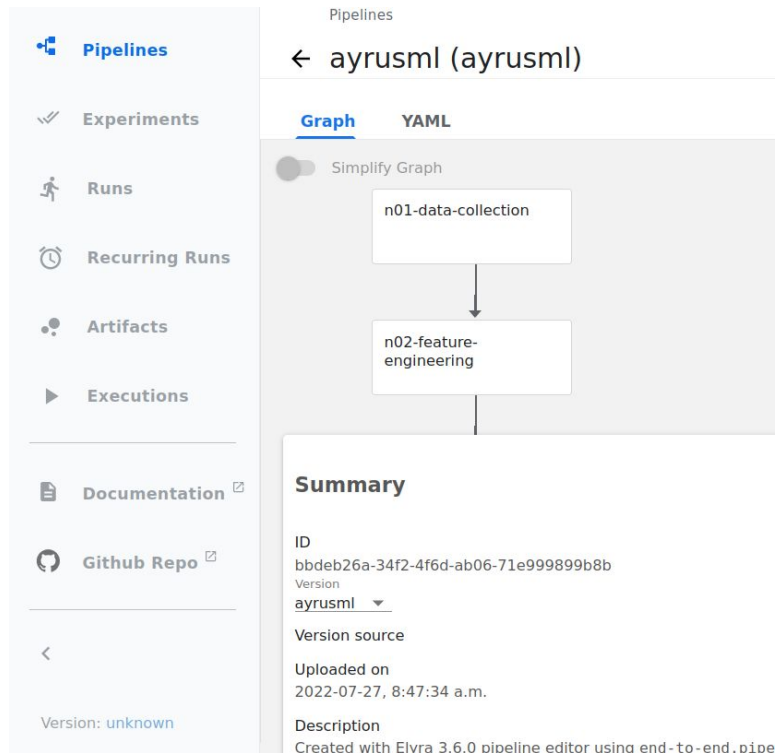 Pipelines
Experiments
Runs
Recurring Runs
Artifacts
Executions
Documentation
Github Repo
Version: unknown
Pipelines
ayrusml (ayrusml)
Graph YAML
Simplify Graph
n01-data-collection
n02-feature-
engineering
Summary
ID
bbdeb26a-34f2-4f6d-ab06-71e999899b8b
Version
ayrusml
Version source
Uploaded on
2022-07-27, 8:47:34 a.m.
Description
Created with Elyra 3.6.0 pipeline editor using end-to-end.pipe